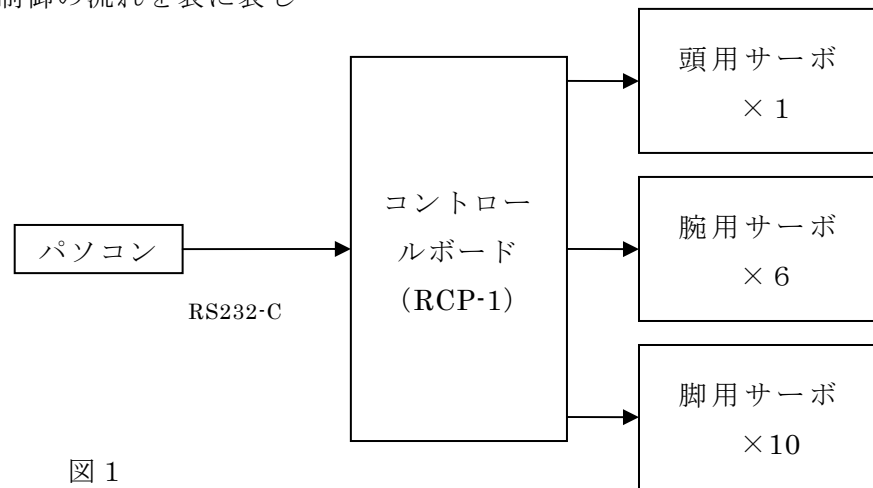 制御の流れを表に表し
頭用サーボ
×１
パソコン
RS232-C
コントロー
ルボード
（RCP-1）
腕用サーボ
×６
脚用サーボ
×10
図１